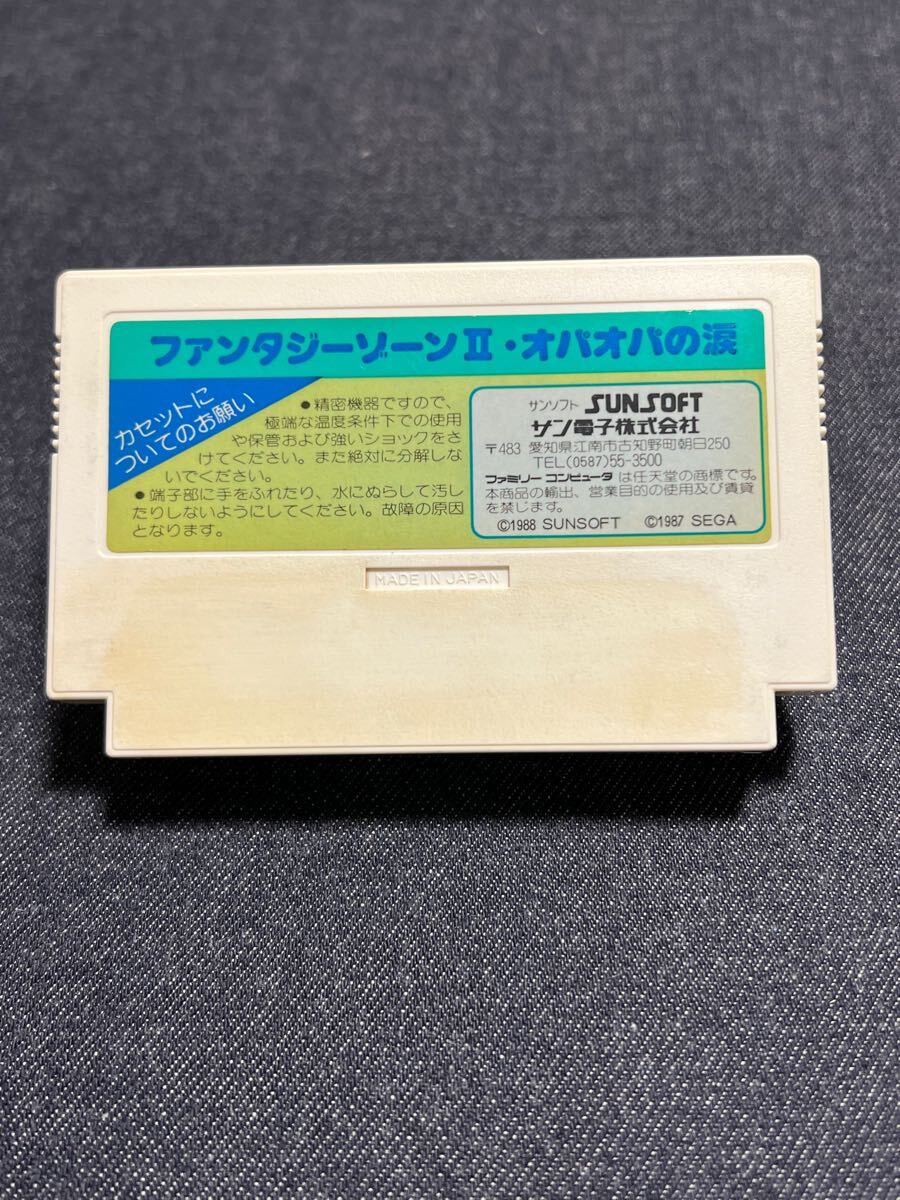 ファンタジーゾーンⅡ・オパオパの涙
カセットに
ついてのお願い
●精密機器ですので、
極端な温度条件下での使用
や保管および強いショックをさ
けてください。また絶対に分解しな
いでください。
●端子部に手をふれたり、水にぬらして汚し
たりしないようにしてください。故障の原因
となります。
サンソフト SUNSOFT
サン電子株式会社
〒483 愛知県江南市古知野町朝日250
TEL(0587)55-3500
ファミリーコンピュータは任天堂の商標です。
本商品の輸出、営業目的の使用及び賃貸
を禁じます。
©1988 SUNSOFT ©1987 SEGA
MADE IN JAPAN